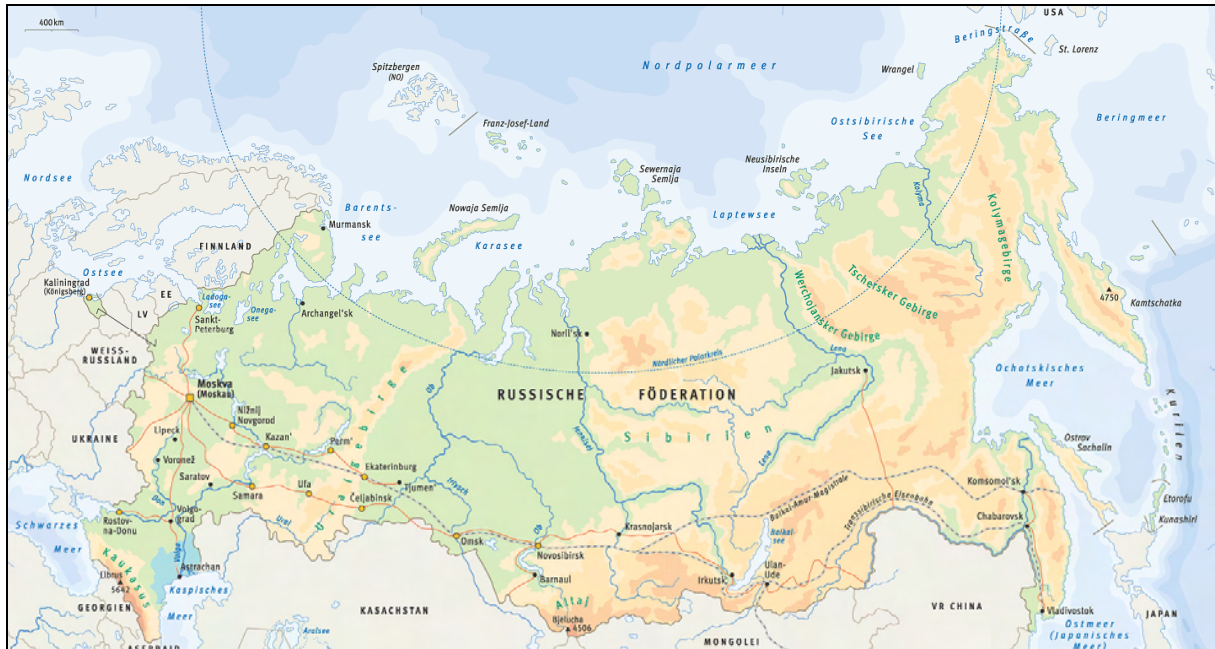 400 km
USA
Beringstraße
St. Lorenz
Nordpolarmeer
Wrangel
Spitzbergen
(NO)
Franz-Josef-Land
Ostsibirische
See
Beringmeer
Nordsee
Sewernaja
Semlja
Neusibirische
Inseln
Kolyma
Kolymagebirge
Barents-
see
Nowaja Semlja
Karasee
Laptewsee
Murmansk
FINNLAND
Ostsee
Kaliningrad
(Königsberg)
EE
LV
Ladoga-
see
Onega-
see
Sankt-
Peterburg
Archangel'sk
Tschersker Gebirge
Werchojansker Gebirge
4750
Kamtschatka
WEISS-
RUSSLAND
Noril'sk
Nördlicher Polarkreis
Lena
Jakutsk
Ochotskisches
Meer
Moskva
(Moskau)
Nižnij
Novgorod
Ob
RUSSISCHE
FÖDERATION
Jenissei
Sibirien
Kurilen
UKRAINE
Lipeck
Kazan'
Perm'
Uralgebirge
Ostrov
Sachalin
Voronež
Saratov
Samara
Ufa
Ekaterinburg
Tjumen'
Čeljabinsk
Irtysch
Lena
Baikal-Amur-Magistrale
Transsibirische Eisenbahn
Komsomol'sk
Chabarovsk
Etorofu
Kunashiri
Schwarzes
Meer
Rostov-
na-Donu
Don
Volgo-
grad
Volga
Ural
Omsk
Ob
Novosibirsk
Krasnojarsk
Baikal-
see
Kaukasus
Elbrus
5642
Astrachan
Kaspisches
Meer
Barnaul
Altaj
Bjelucha
4506
Irkutsk
Ulan-
Ude
GEORGIEN
KASACHSTAN
Aralsee
MONGOLEI
VR CHINA
Vladivostok
Ostmeer
(Japanisches
Meer)
JAPAN